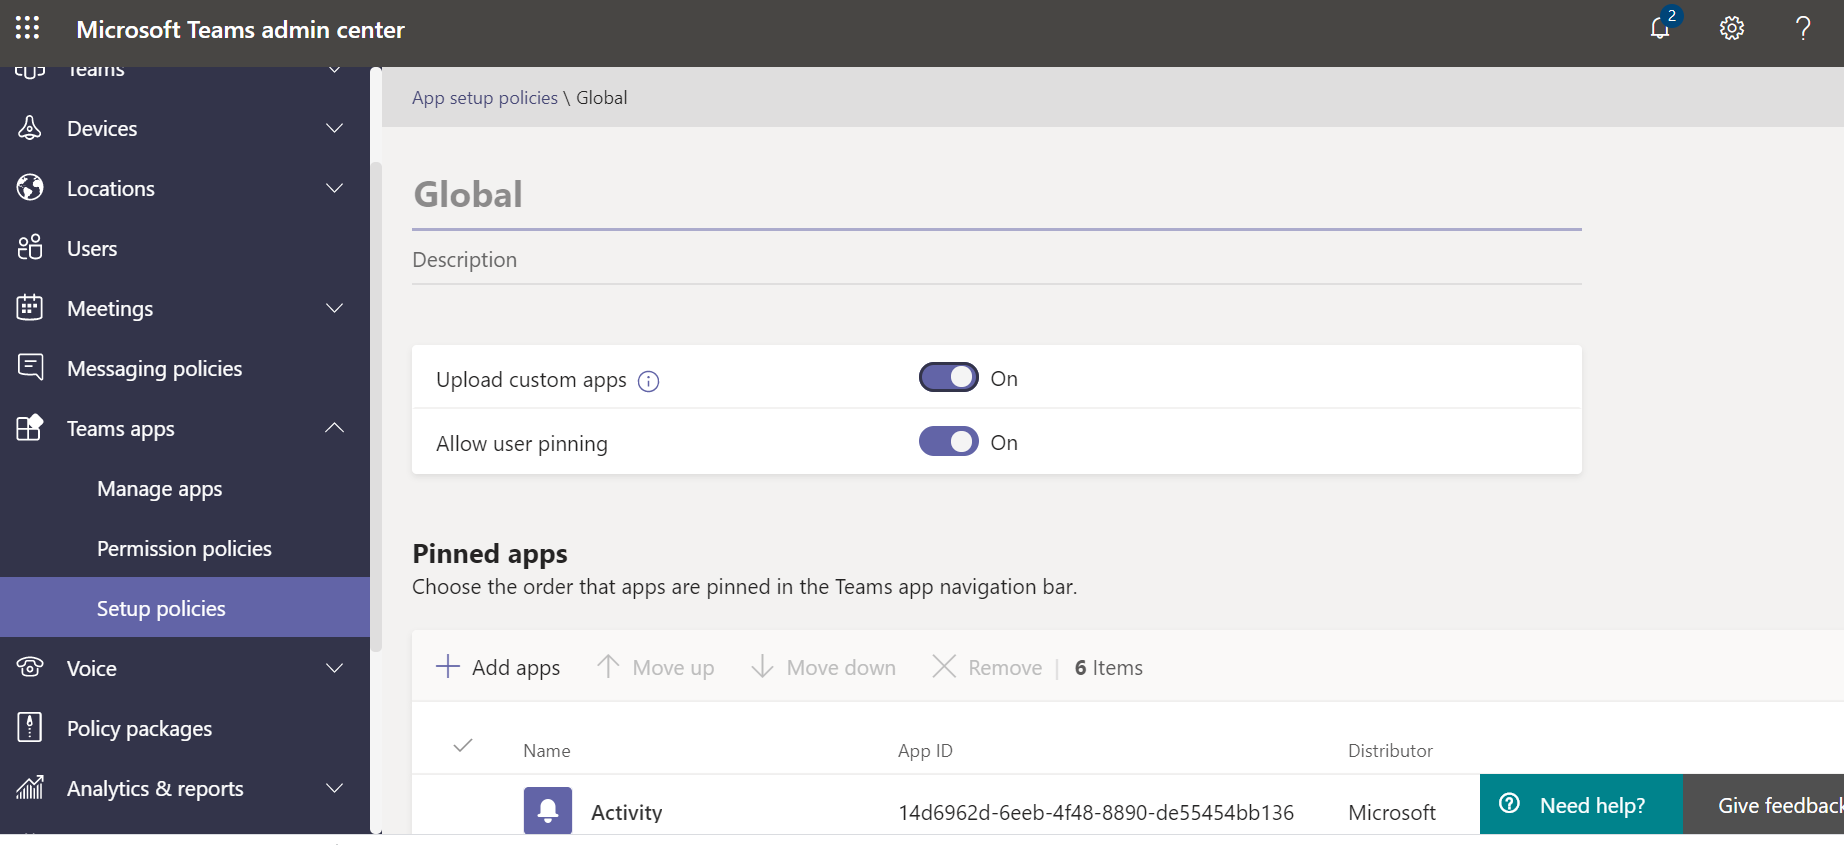 Microsoft Teams admin center
2
?
Teams
Devices
Locations
Users
Meetings
Messaging policies
Teams apps
Manage apps
Permission policies
Setup policies
Voice
Policy packages
Analytics & reports
App setup policies \ Global
Global
Description
Upload custom apps On
Allow user pinning On
Pinned apps
Choose the order that apps are pinned in the Teams app navigation bar.
Add apps Move up Move down Remove | 6 Items
Name App ID Distributor
Activity 14d6962d-6eeb-4f48-8890-de55454bb136 Microsoft
Need help? Give feedback